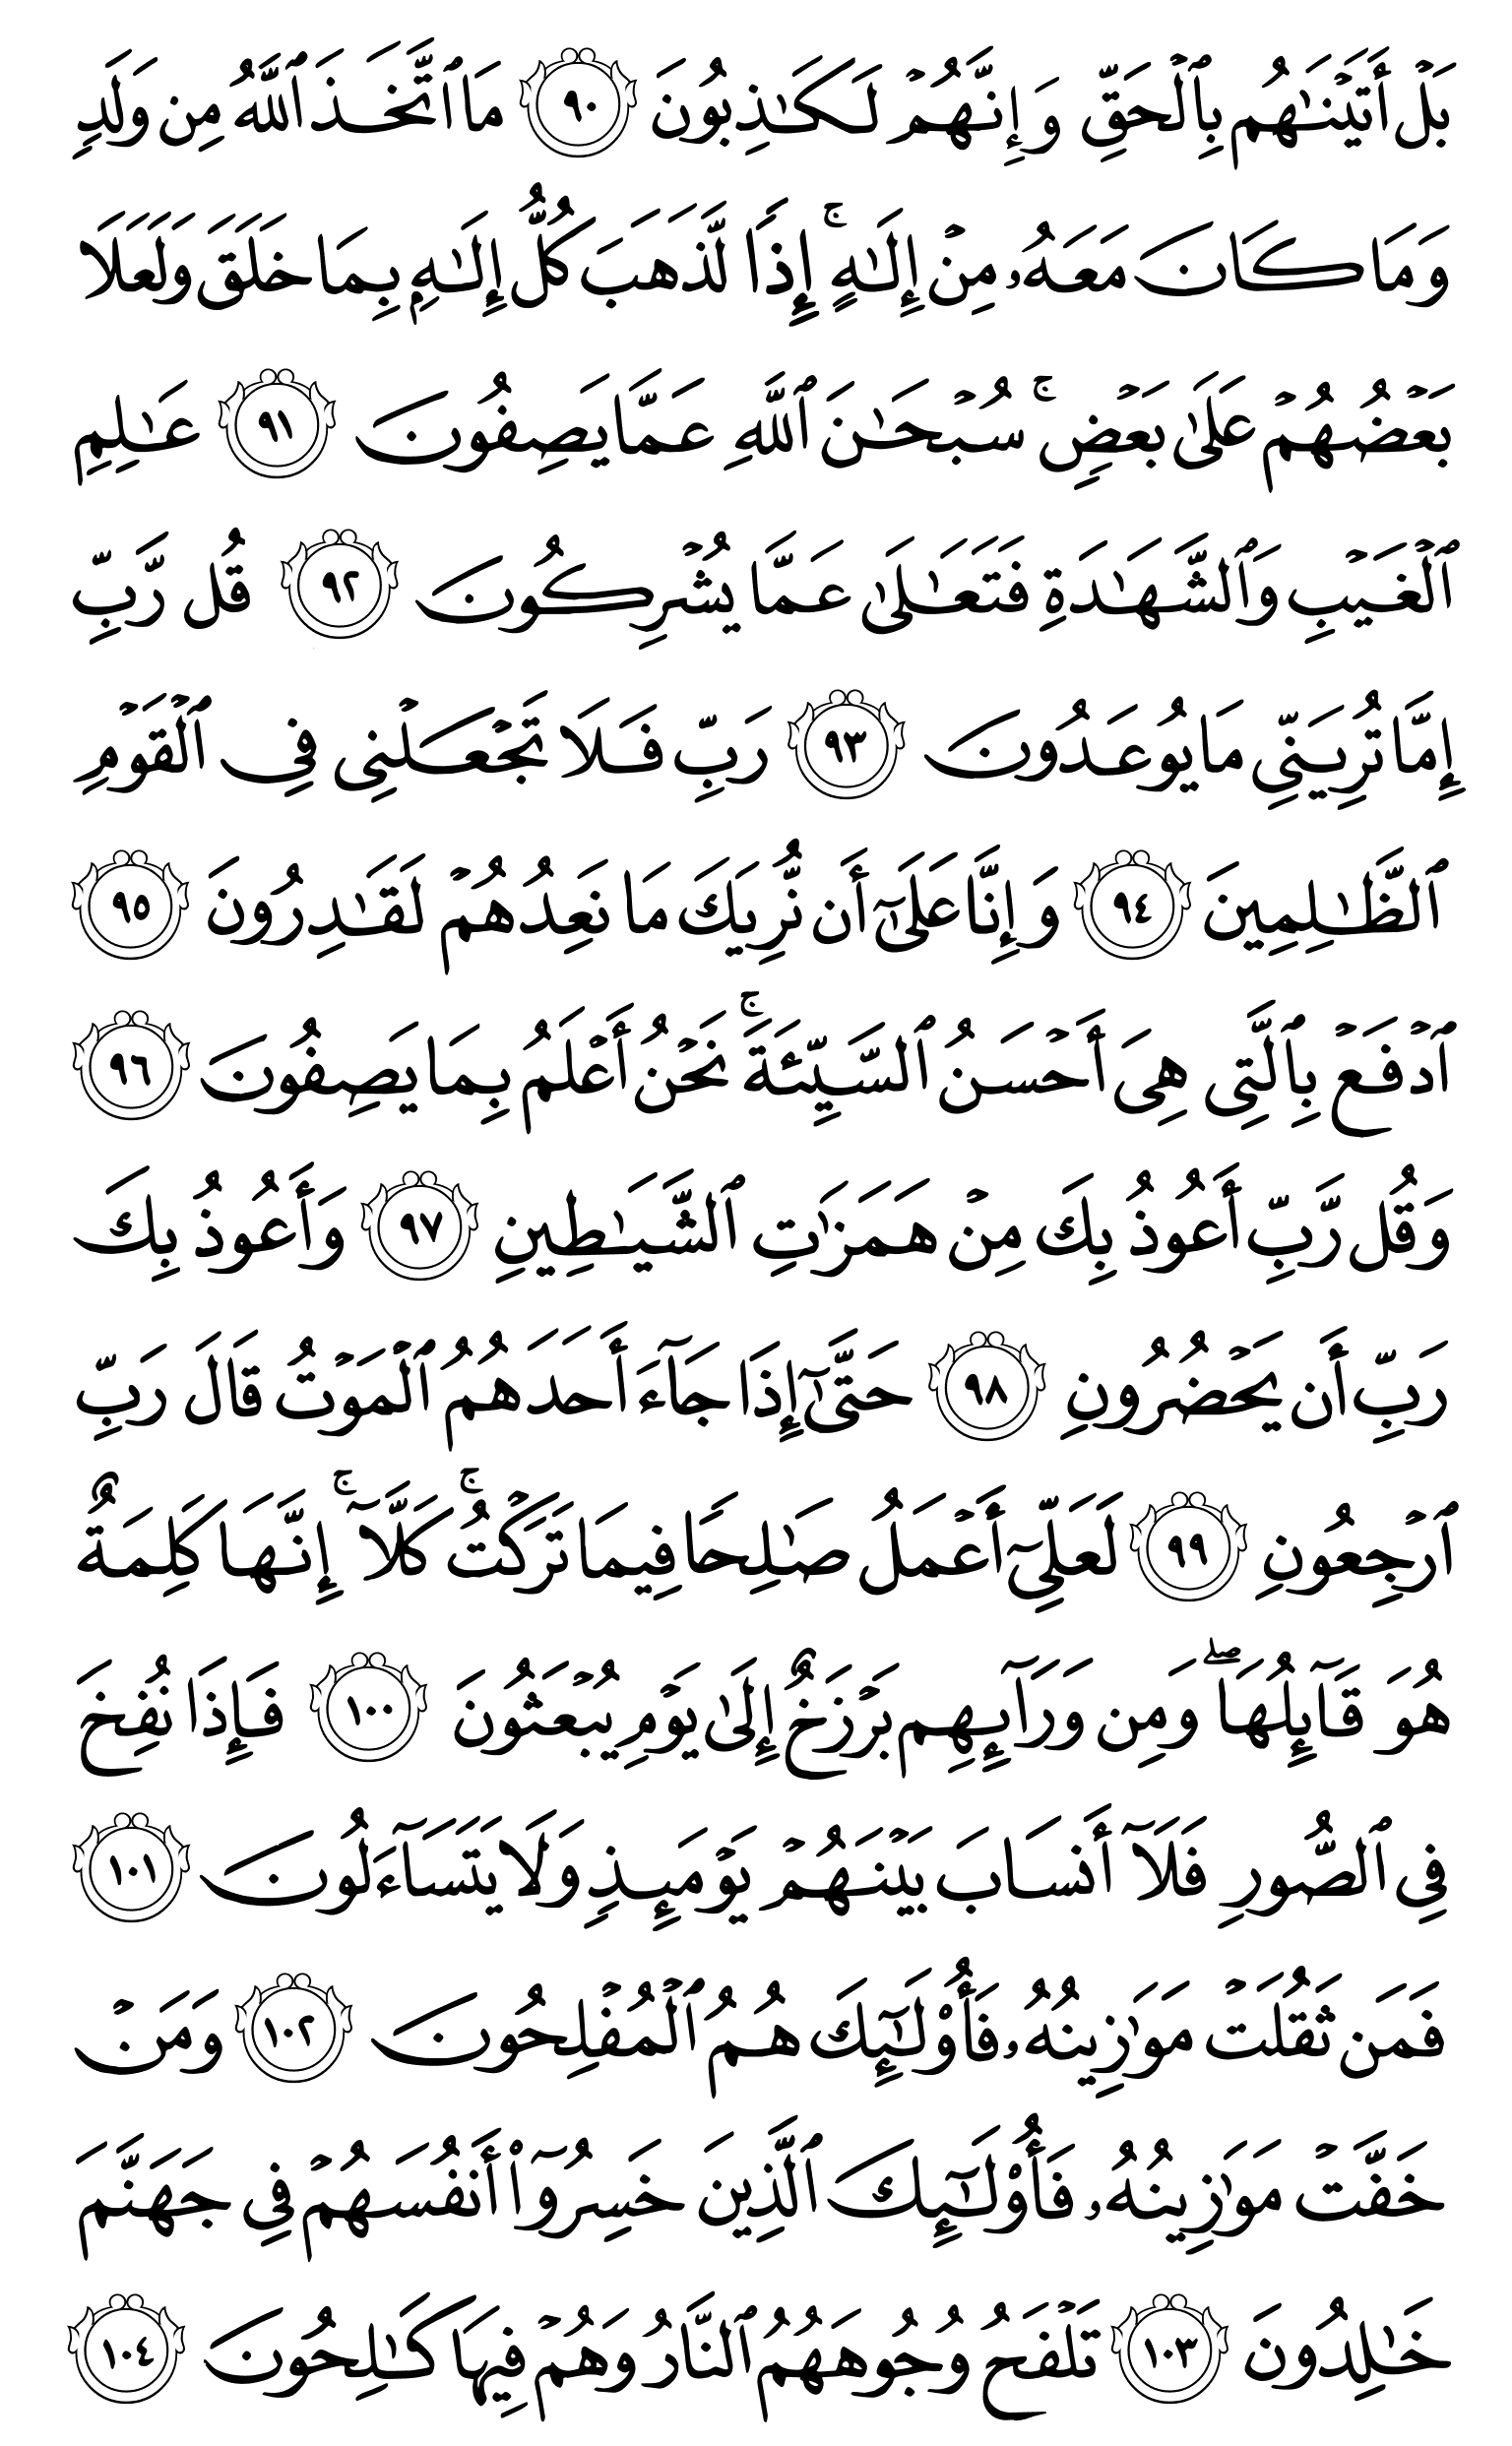 بَلْ أَتَيْنَٰهُم بِٱلْحَقِّ وَإِنَّهُمْ لَكَٰذِبُونَ ٩٠ مَا ٱتَّخَذَ ٱللَّهُ مِن وَلَدٍ
وَمَا كَانَ مَعَهُۥ مِنْ إِلَٰهٍ ۚ إِذًا لَّذَهَبَ كُلُّ إِلَٰهٍۭ بِمَا خَلَقَ وَلَعَلَا
بَعْضُهُمْ عَلَىٰ بَعْضٍ ۚ سُبْحَٰنَ ٱللَّهِ عَمَّا يَصِفُونَ ٩١ عَٰلِمِ
ٱلْغَيْبِ وَٱلشَّهَٰدَةِ فَتَعَٰلَىٰ عَمَّا يُشْرِكُونَ ٩٢ قُل رَّبِّ
إِمَّا تُرِيَنِّى مَا يُوعَدُونَ ٩٣ رَبِّ فَلَا تَجْعَلْنِى فِى ٱلْقَوْمِ
ٱلظَّٰلِمِينَ ٩٤ وَإِنَّا عَلَىٰٓ أَن نُّرِيَكَ مَا نَعِدُهُمْ لَقَٰدِرُونَ ٩٥
ٱدْفَعْ بِٱلَّتِى هِىَ أَحْسَنُ ٱلسَّيِّئَةَ ۚ نَحْنُ أَعْلَمُ بِمَا يَصِفُونَ ٩٦
وَقُل رَّبِّ أَعُوذُ بِكَ مِنْ هَمَزَٰتِ ٱلشَّيَٰطِينِ ٩٧ وَأَعُوذُ بِكَ
رَبِّ أَن يَحْضُرُونِ ٩٨ حَتَّىٰٓ إِذَا جَآءَ أَحَدَهُمُ ٱلْمَوْتُ قَالَ رَبِّ
ٱرْجِعُونِ ٩٩ لَعَلِّىٓ أَعْمَلُ صَٰلِحًا فِيمَا تَرَكْتُ ۚ كَلَّآ ۚ إِنَّهَا كَلِمَةٌ
هُوَ قَآئِلُهَا ۖ وَمِن وَرَآئِهِم بَرْزَخٌ إِلَىٰ يَوْمِ يُبْعَثُونَ ١٠٠ فَإِذَا نُفِخَ
فِى ٱلصُّورِ فَلَآ أَنسَابَ بَيْنَهُمْ يَوْمَئِذٍ وَلَا يَتَسَآءَلُونَ ١٠١
فَمَن ثَقُلَتْ مَوَٰزِينُهُۥ فَأُو۟لَٰٓئِكَ هُمُ ٱلْمُفْلِحُونَ ١٠٢ وَمَنْ
خَفَّتْ مَوَٰزِينُهُۥ فَأُو۟لَٰٓئِكَ ٱلَّذِينَ خَسِرُوٓا۟ أَنفُسَهُمْ فِى جَهَنَّمَ
خَٰلِدُونَ ١٠٣ تَلْفَحُ وُجُوهَهُمُ ٱلنَّارُ وَهُمْ فِيهَا كَٰلِحُونَ ١٠٤